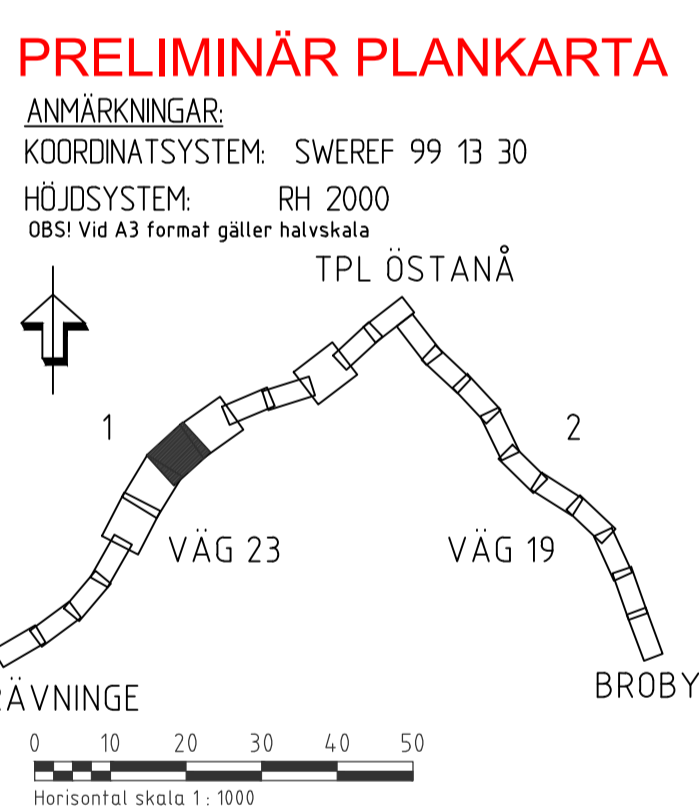 PRELIMINÄR PLANKARTA
ANMÄRKNINGAR:
KOORDINATSYSTEM: SWEREF 99 13 30
HÖJDSYSTEM: RH 2000
OBS! Vid A3 format gäller halvskala
TPL ÖSTANÅ
1
2
VÄG 23
VÄG 19
ÄVNINGE
BROBY
0 10 20 30 40 50
Horisontal skala 1 : 1000